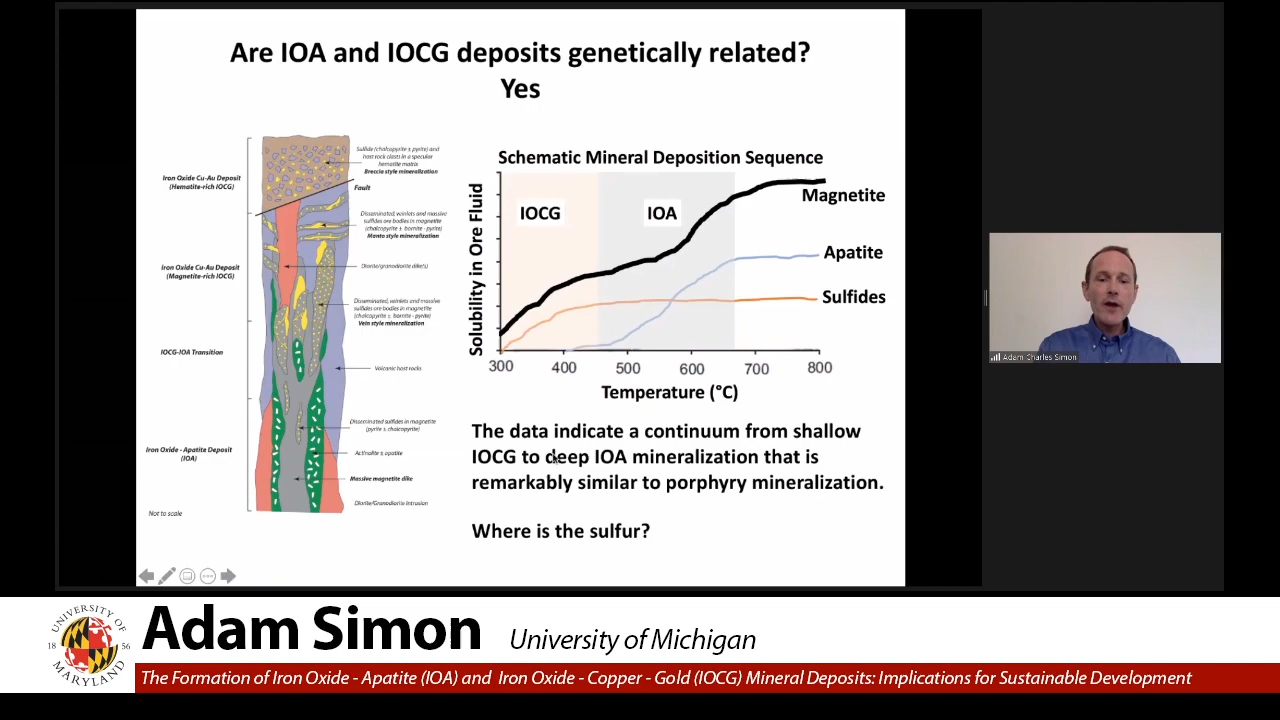 Are IOA and IOCG deposits genetically related?
Yes
Iron Oxide Cu-Au Deposit
(Hematite-rich IOCG)
Iron Oxide Cu-Au Deposit
(Magnetite-rich IOCG)
IOCG-IOA Transition
Iron Oxide - Apatite Deposit
(IOA)
Not to scale
Sulfide (chalcopyrite ± pyrite) and
host rock clasts in a specular
hematite matrix
Breccia style mineralization
Fault
Disseminated, veinlets and massive
sulfides ore bodies in magnetite
(chalcopyrite ± bornite - pyrite)
Manto style mineralization
Diorite/granodiorite dike(s)
Disseminated, veinlets and massive
sulfides ore bodies in magnetite
(chalcopyrite ± bornite - pyrite)
Vein style mineralization
Volcanic host rocks
Disseminated sulfides in magnetite
(pyrite ± chalcopyrite)
Actinolite ± apatite
Massive magnetite dike
Diorite/Granodiorite Intrusion
Schematic Mineral Deposition Sequence
Solubility in Ore Fluid
IOCG
IOA
Magnetite
Apatite
Sulfides
300 400 500 600 700 800
Temperature (°C)
The data indicate a continuum from shallow
IOCG to deep IOA mineralization that is
remarkably similar to porphyry mineralization.
Where is the sulfur?
Adam Charles Simon
UNIVERSITY OF
18 56
MARYLAND
Adam Simon University of Michigan
The Formation of Iron Oxide - Apatite (IOA) and Iron Oxide - Copper - Gold (IOCG) Mineral Deposits: Implications for Sustainable Development